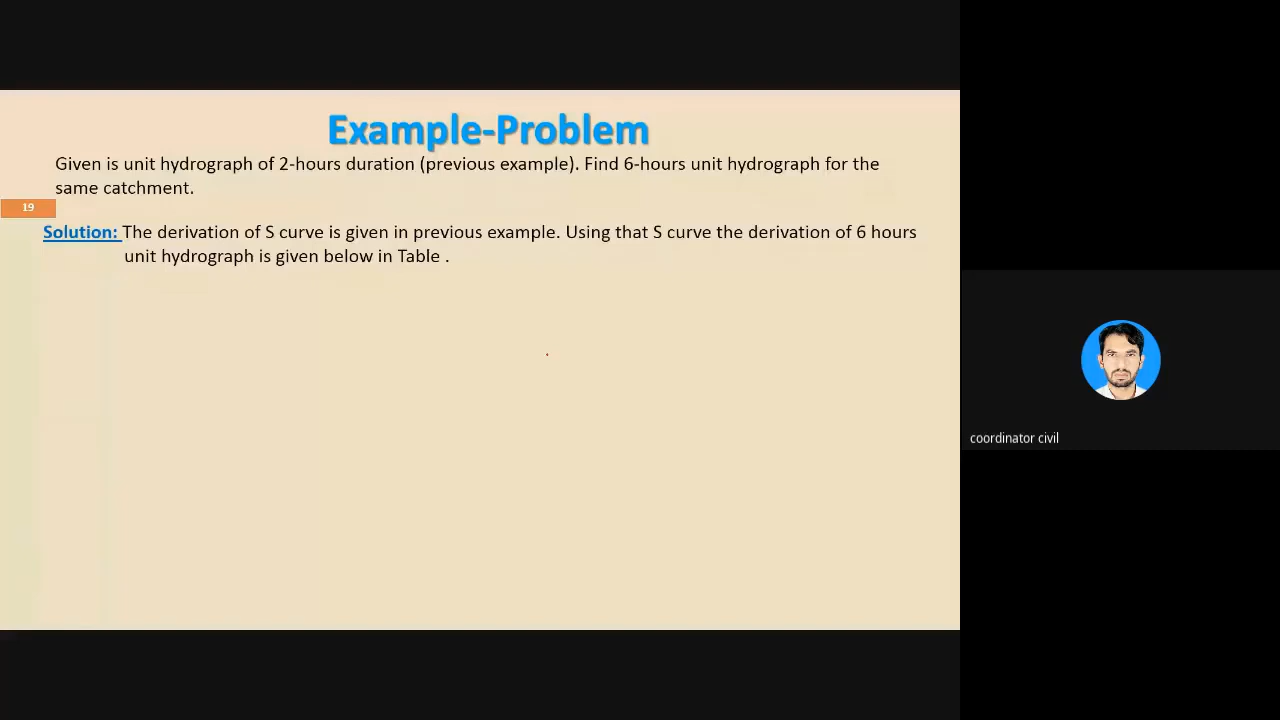 Example-Problem
Given is unit hydrograph of 2-hours duration (previous example). Find 6-hours unit hydrograph for the
same catchment.
19
Solution: The derivation of S curve is given in previous example. Using that S curve the derivation of 6 hours
unit hydrograph is given below in Table .
coordinator civil